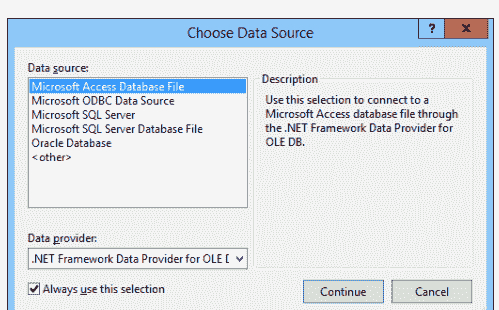 Choose Data Source
?
x
Data source:
Microsoft Access Database File
Microsoft ODBC Data Source
Microsoft SQL Server
Microsoft SQL Server Database File
Oracle Database
<other>
Description
Use this selection to connect to a
Microsoft Access database file through
the .NET Framework Data Provider for
OLE DB.
Data provider:
.NET Framework Data Provider for OLE D
Always use this selection
Continue
Cancel